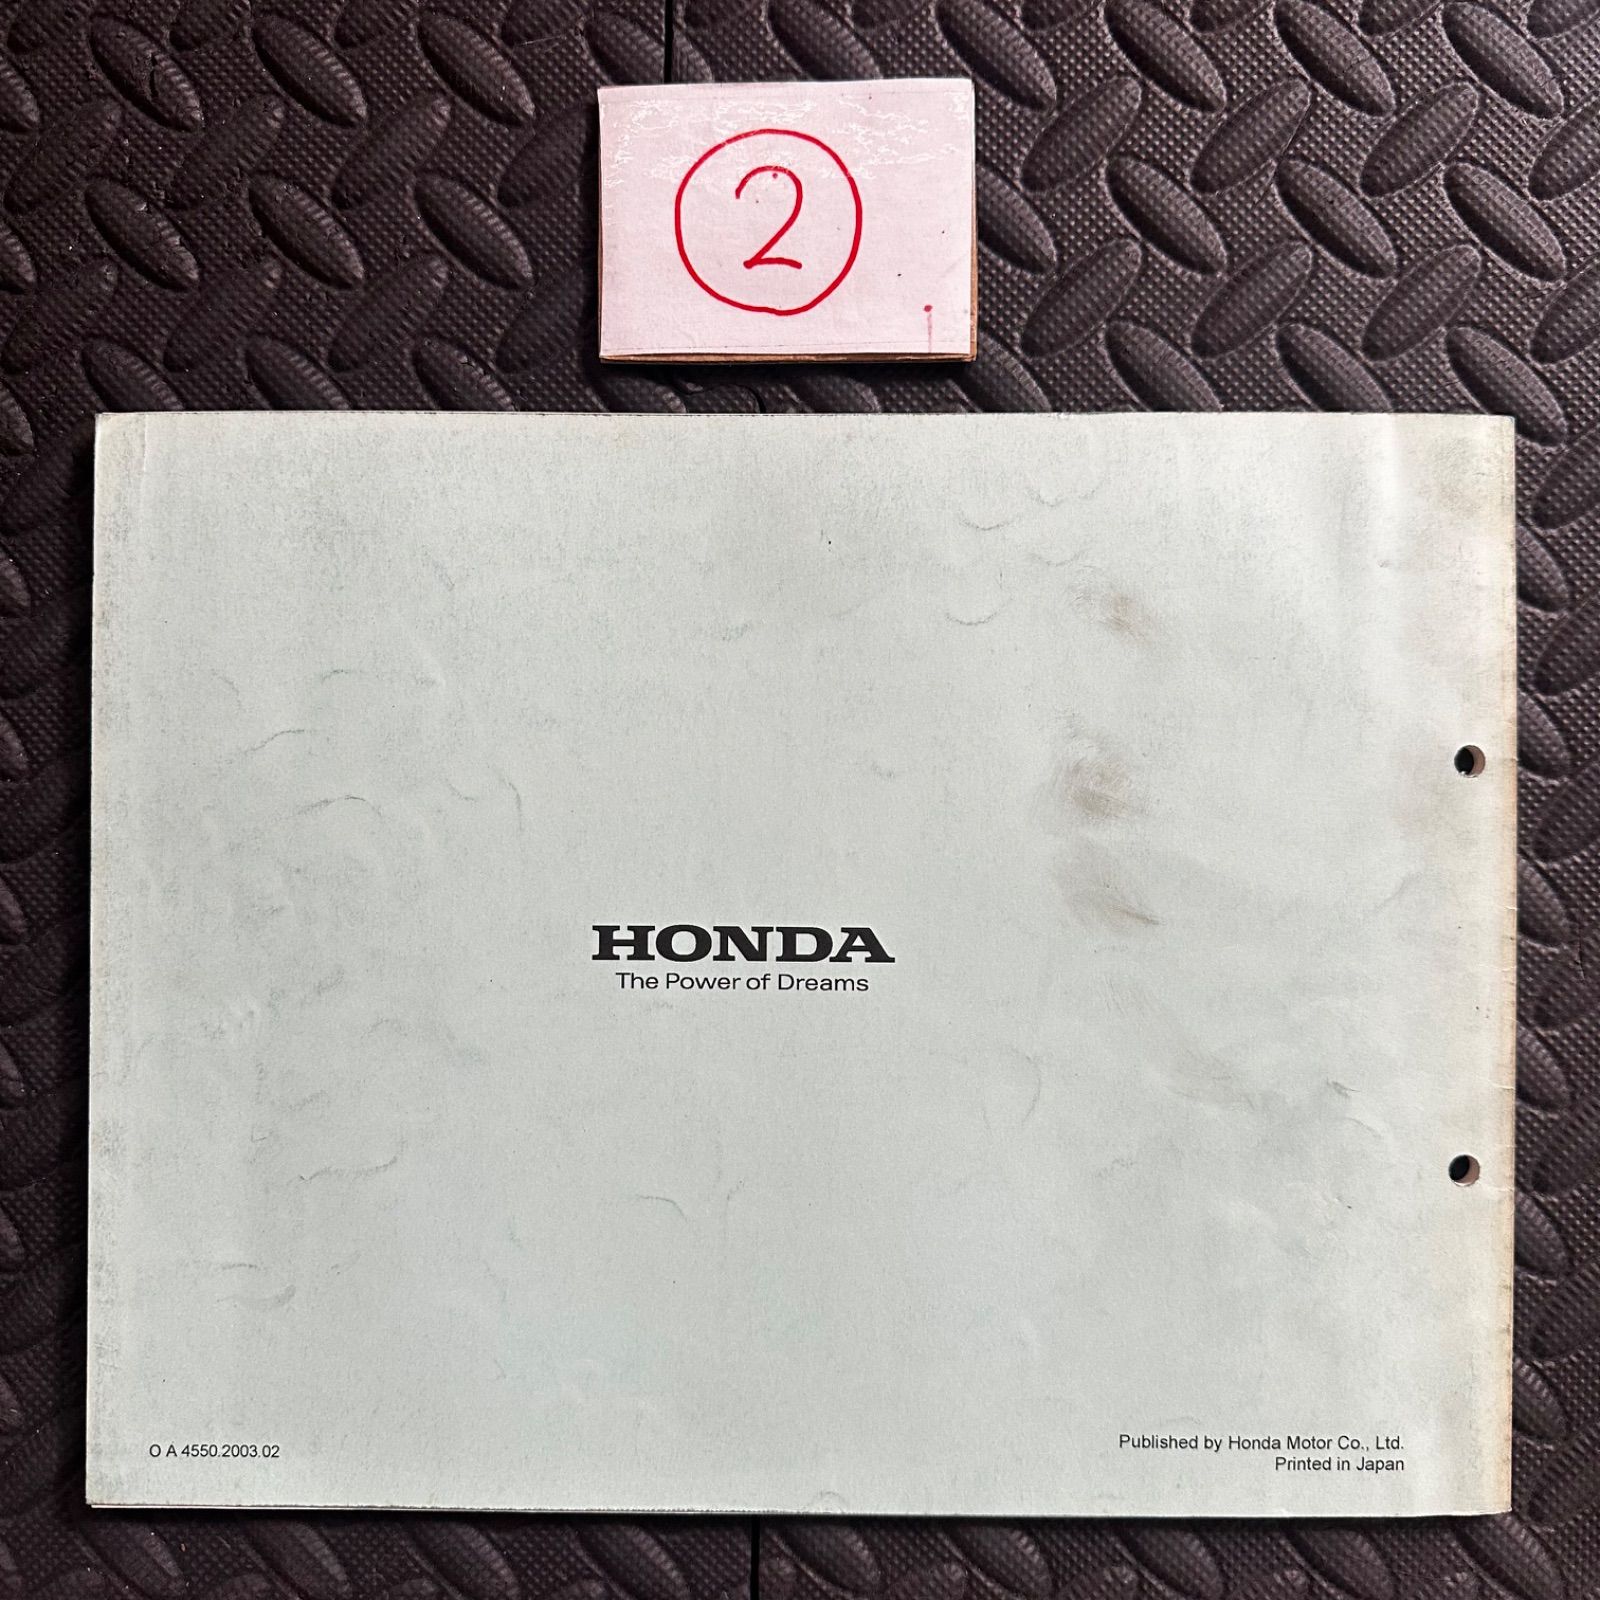 ②
HONDA
The Power of Dreams
O A 4550.2003.02
Published by Honda Motor Co., Ltd.
Printed in Japan